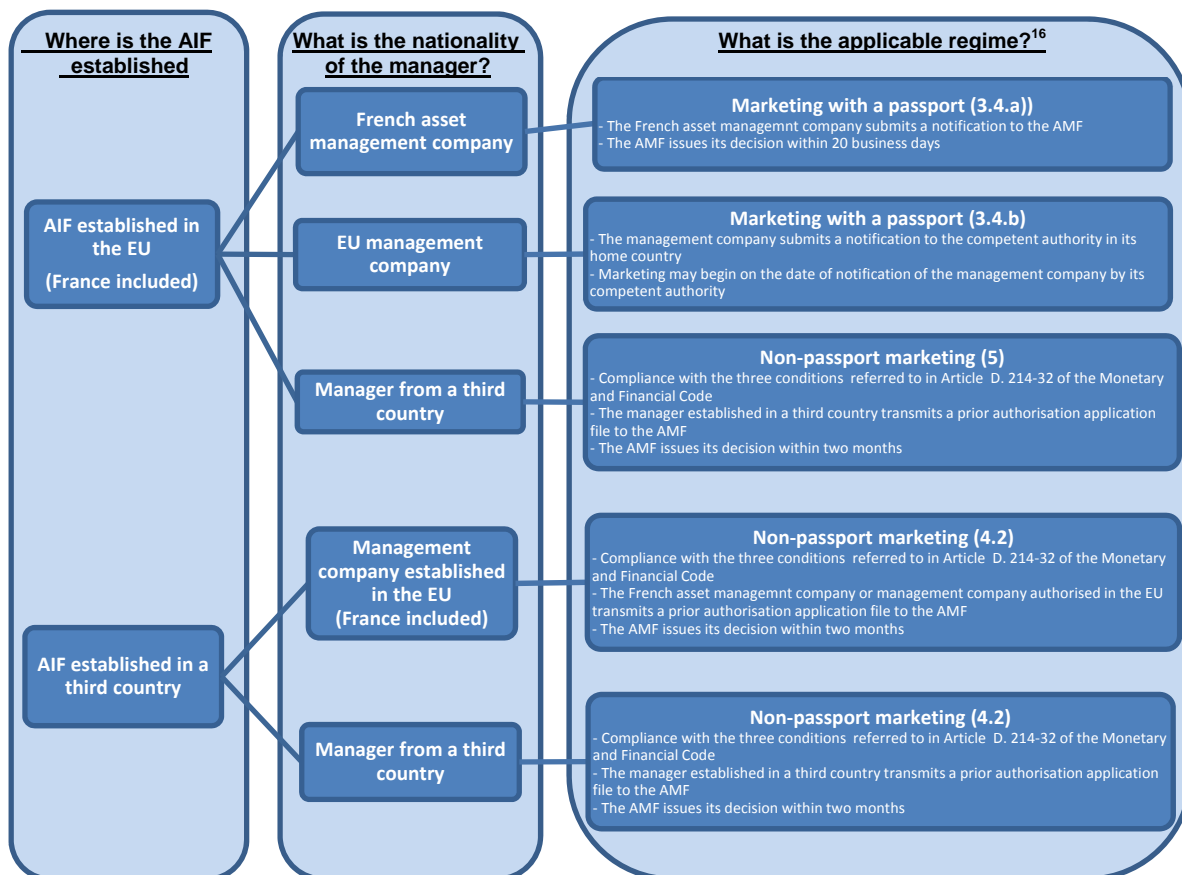 Where is the AIF
established
What is the nationality
of the manager?
What is the applicable regime?16
AIF established in
the EU
(France included)
French asset
management company
Marketing with a passport (3.4.a))
- The French asset managemnt company submits a notification to the AMF
- The AMF issues its decision within 20 business days
EU management
company
Marketing with a passport (3.4.b)
- The management company submits a notification to the competent authority in its
home country
- Marketing may begin on the date of notification of the management company by its
competent authority
Manager from a third
country
Non-passport marketing (5)
- Compliance with the three conditions referred to in Article D. 214-32 of the Monetary
and Financial Code
- The manager established in a third country transmits a prior authorisation application
file to the AMF
- The AMF issues its decision within two months
AIF established in a
third country
Management
company established
in the EU
(France included)
Non-passport marketing (4.2)
- Compliance with the three conditions referred to in Article D. 214-32 of the Monetary
and Financial Code
- The French asset managemnt company or management company authorised in the EU
transmits a prior authorisation application file to the AMF
- The AMF issues its decision within two months
Manager from a third
country
Non-passport marketing (4.2)
- Compliance with the three conditions referred to in Article D. 214-32 of the Monetary
and Financial Code
- The manager established in a third country transmits a prior authorisation application
file to the AMF
- The AMF issues its decision within two months